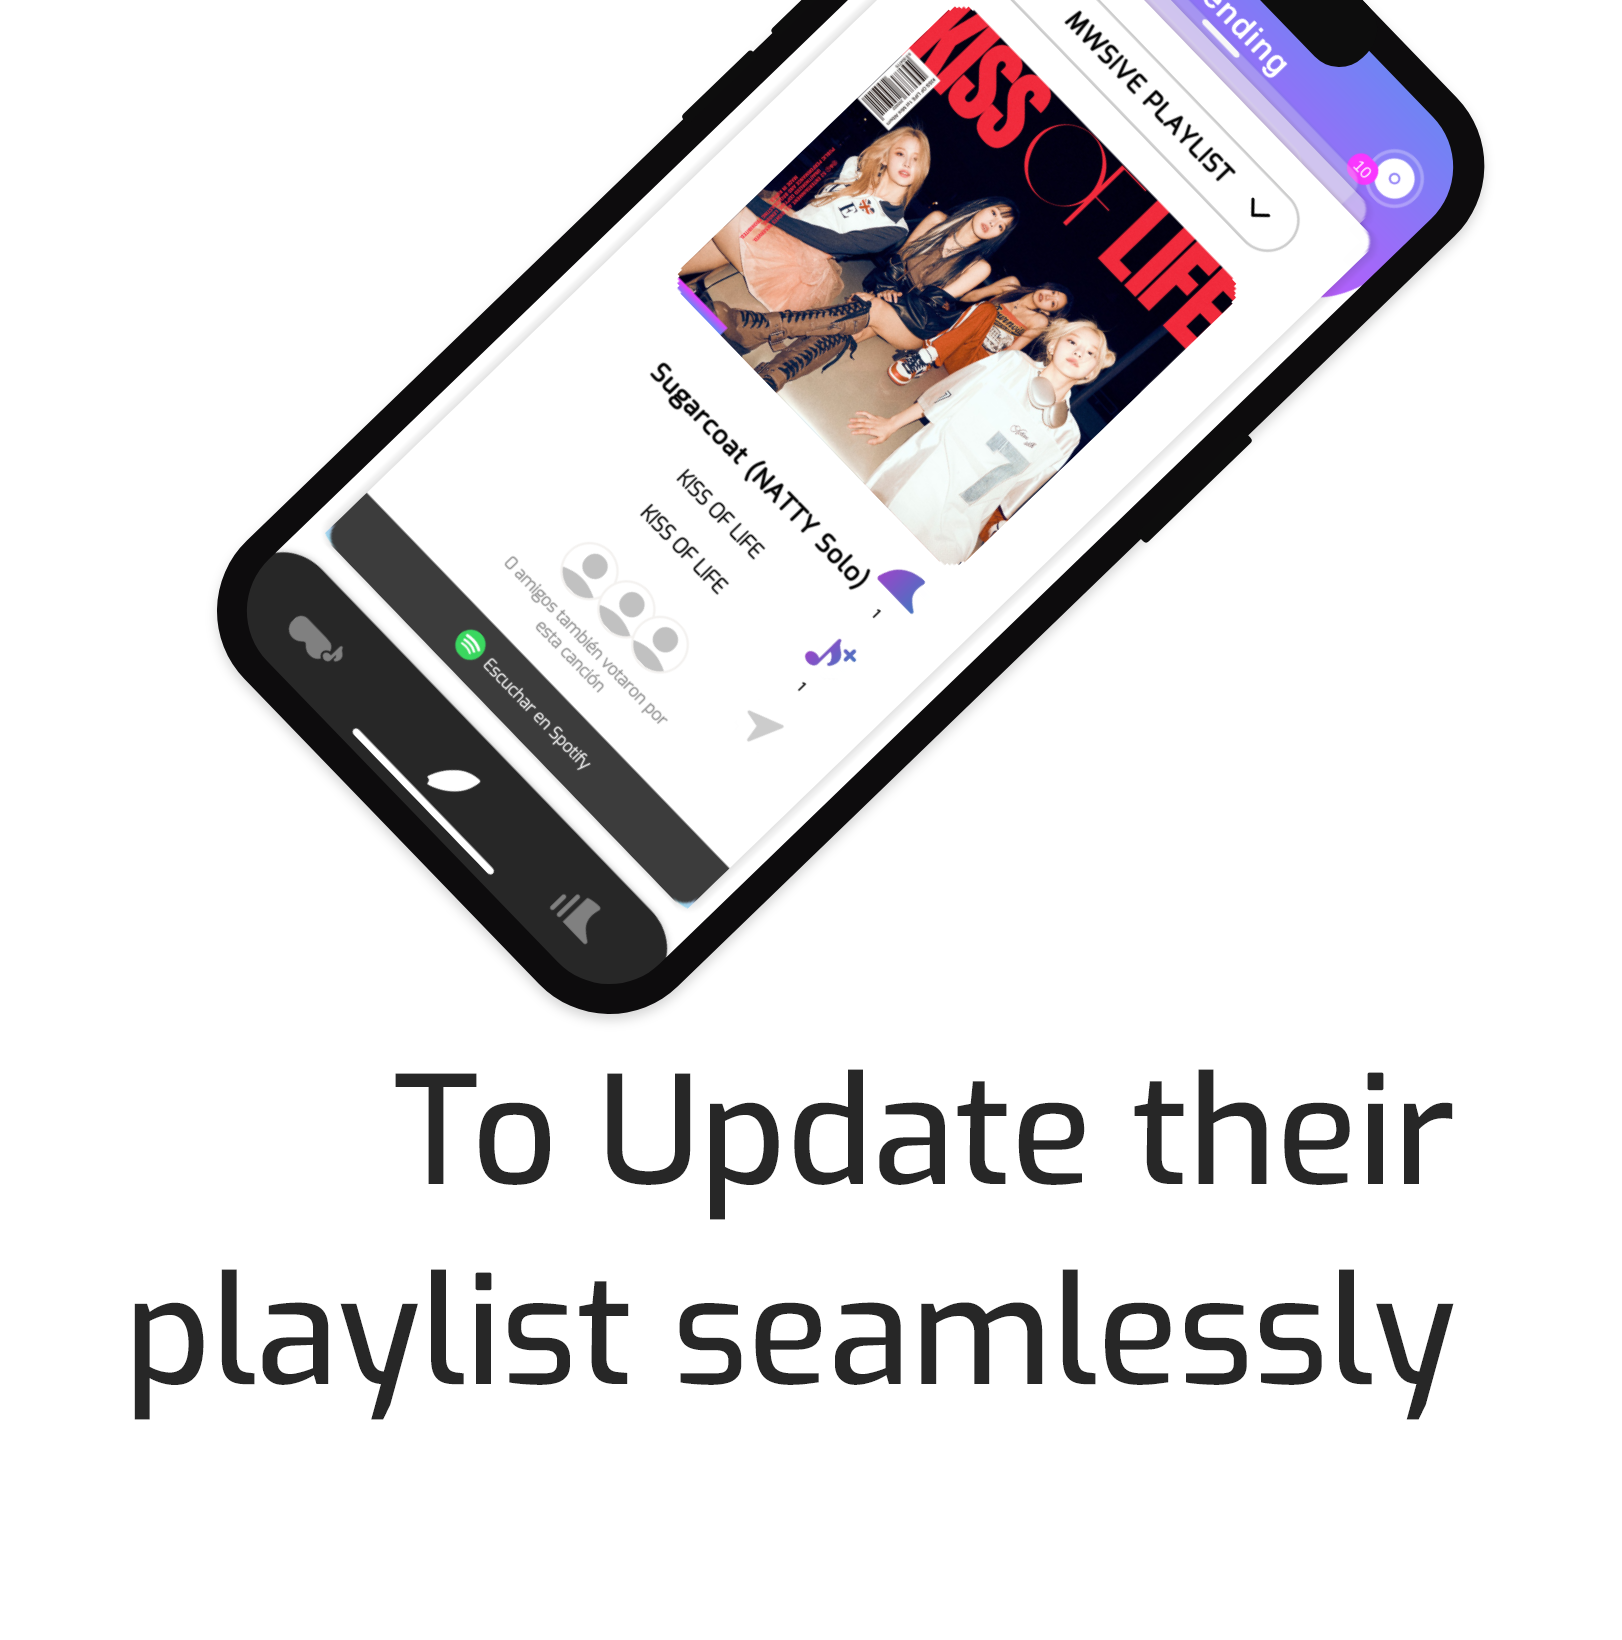 ending
10
MWSIVE PLAYLIST
KISS OF LIFE
E
7
Sugarcoat (NATTY Solo)
KISS OF LIFE
KISS OF LIFE
1
1
0 amigos también votaron por
esta canción
Escuchar en Spotify
To Update their
playlist seamlessly